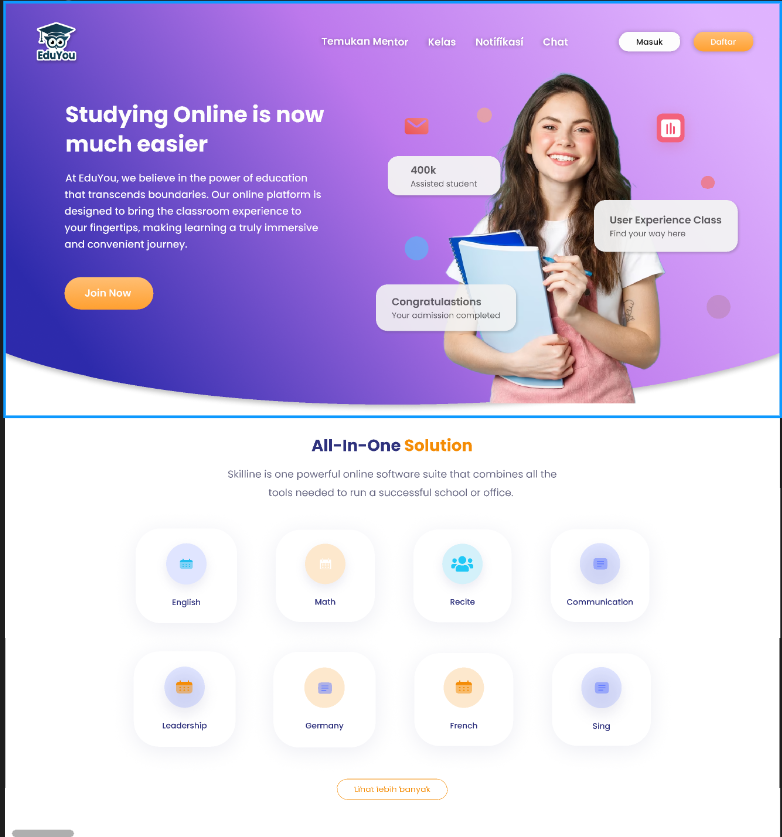 EduYou
Temukan Mentor
Kelas
Notifikasi
Chat
Masuk
Daftar
Studying Online is now
much easier
At EduYou, we believe in the power of education
that transcends boundaries. Our online platform is
designed to bring the classroom experience to
your fingertips, making learning a truly immersive
and convenient journey.
Join Now
400k
Assisted student
User Experience Class
Find your way here
Congratulastions
Your admission completed
All-In-One Solution
Skilline is one powerful online software suite that combines all the
tools needed to run a successful school or office.
English
Math
Recite
Communication
Leadership
Germany
French
Sing
Lihat lebih banyak